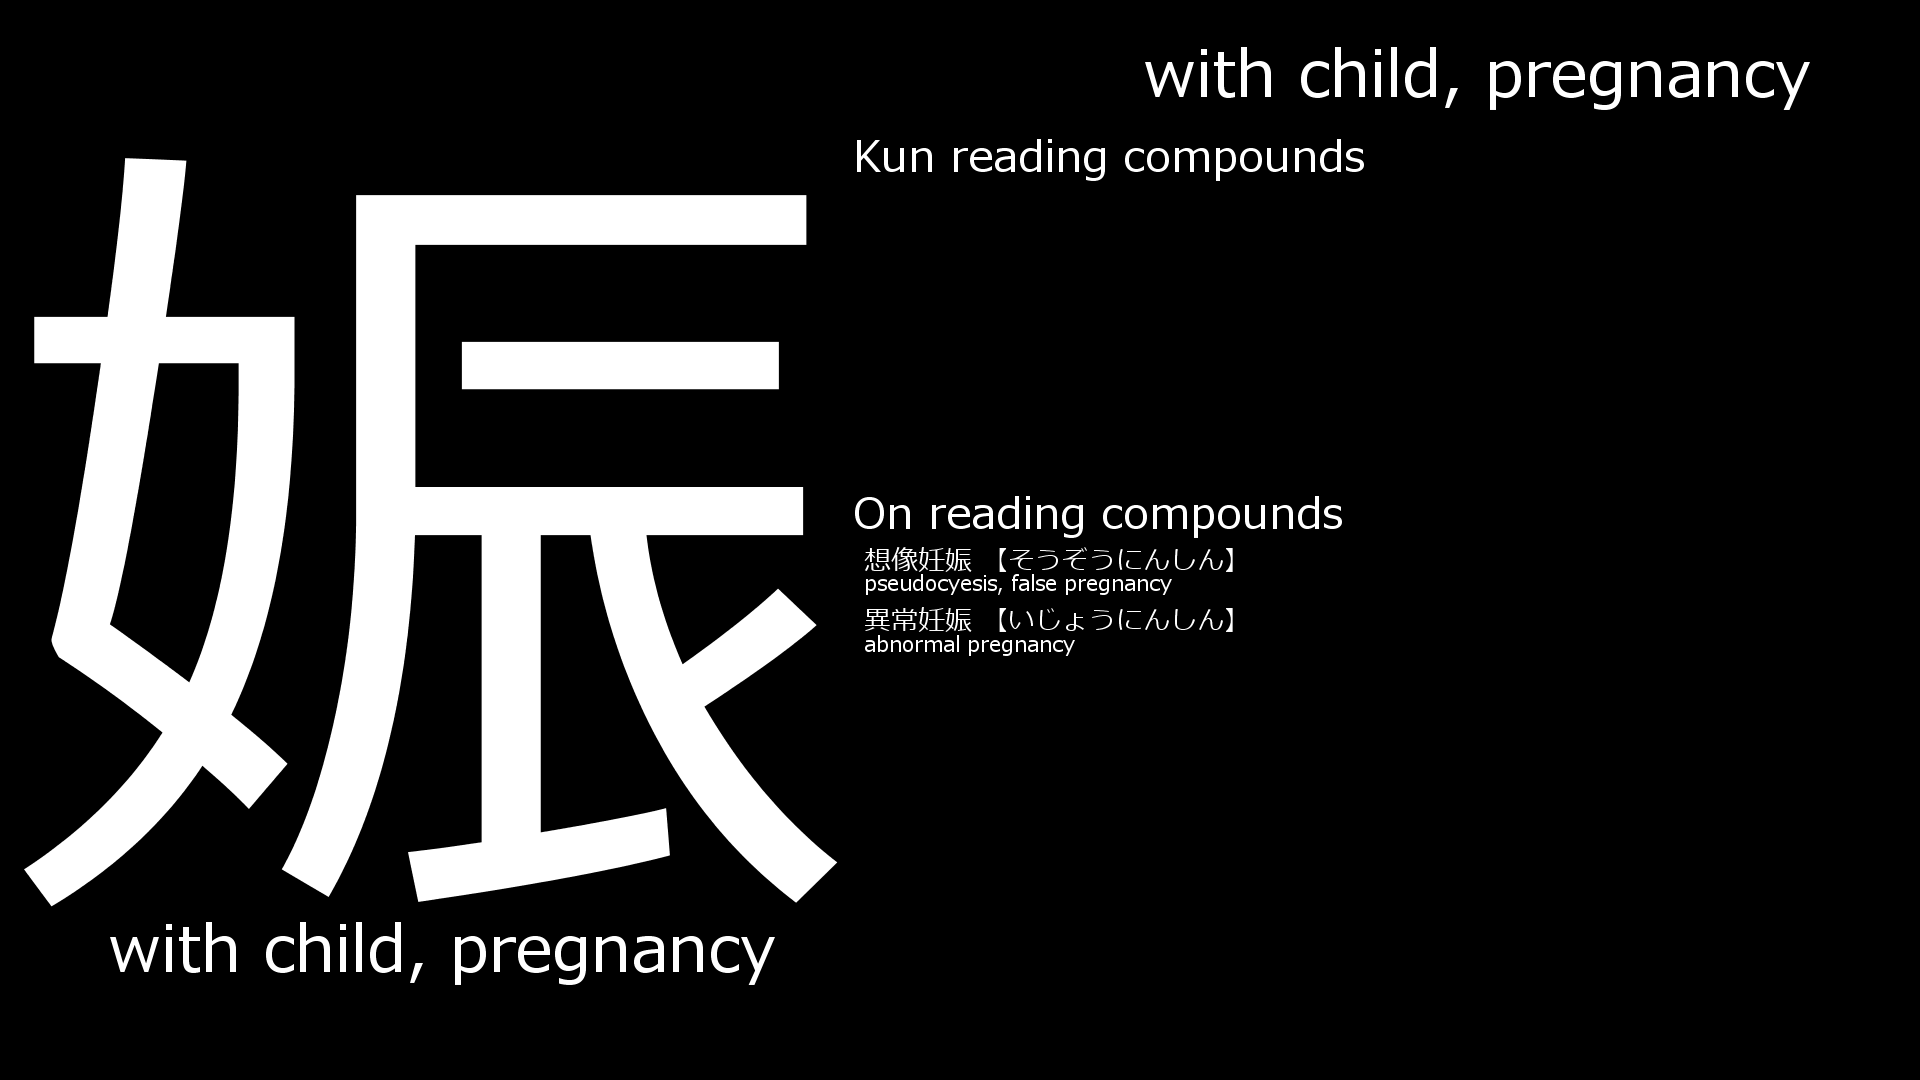 with child, pregnancy
Kun reading compounds
娠
On reading compounds
想像妊娠 【そうぞうにんしん】
pseudocyesis, false pregnancy
異常妊娠 【いじょうにんしん】
abnormal pregnancy
with child, pregnancy